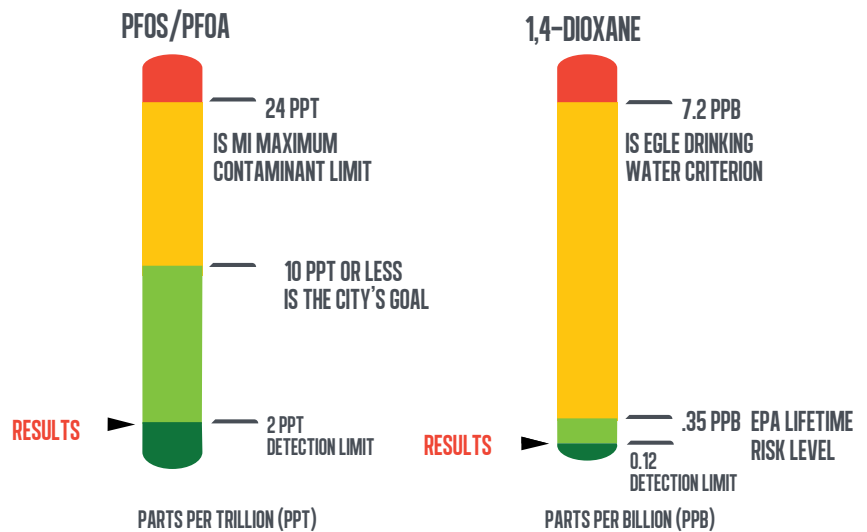 PFOS/PFOA
24 PPT
IS MI MAXIMUM
CONTAMINANT LIMIT
10 PPT OR LESS
IS THE CITY'S GOAL
RESULTS
2 PPT
DETECTION LIMIT
PARTS PER TRILLION (PPT)
1,4-DIOXANE
7.2 PPB
IS EGLE DRINKING
WATER CRITERION
.35 PPB EPA LIFETIME
RISK LEVEL
RESULTS
0.12
DETECTION LIMIT
PARTS PER BILLION (PPB)